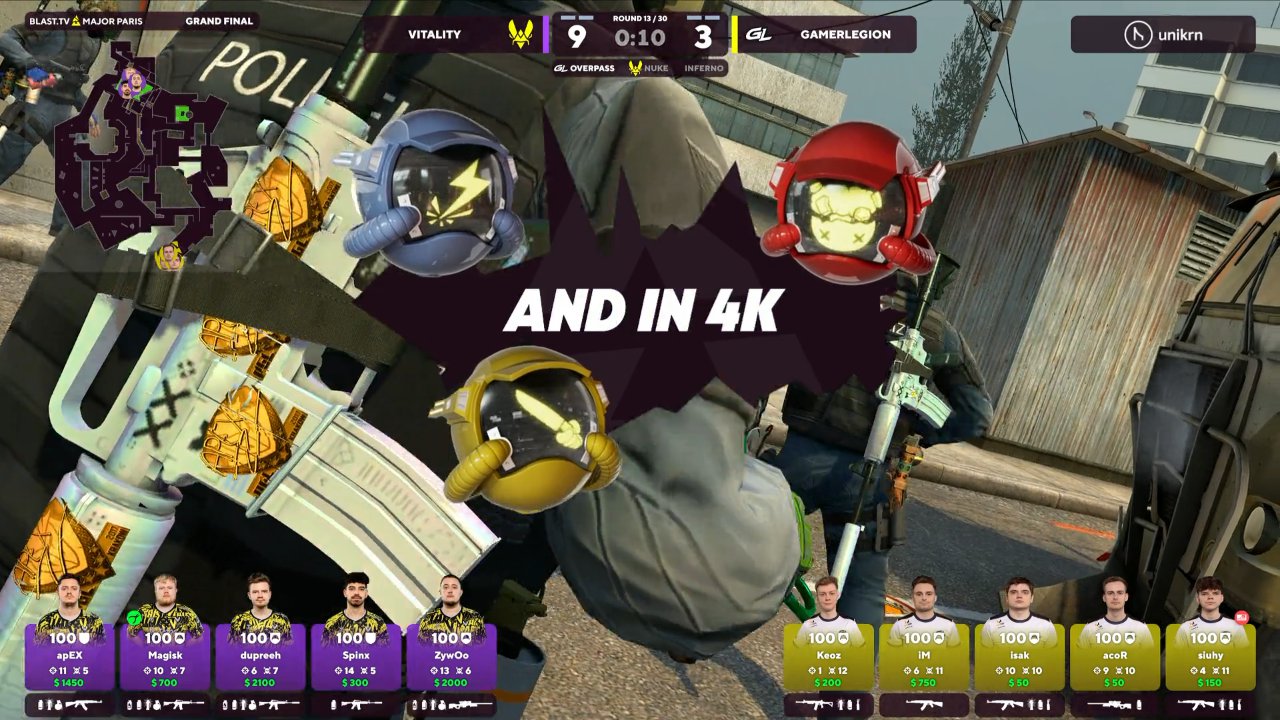 BLAST.TV MAJOR PARIS GRAND FINAL
VITALITY
9
ROUND 13 / 30
0:10
3
GL
GAMERLEGION
unikrn
GL OVERPASS NUKE INFERNO
POLI
AND IN 4K
100
apEX
11 5
$1450
100
Magisk
10 7
$700
100
dupreeh
6 7
$2100
100
Spinx
14 5
$300
100
ZywOo
13 6
$2000
100
Keoz
1 12
$200
100
iM
6 11
$750
100
isak
10 10
$50
100
acoR
9 10
$50
100
siuhy
4 11
$150